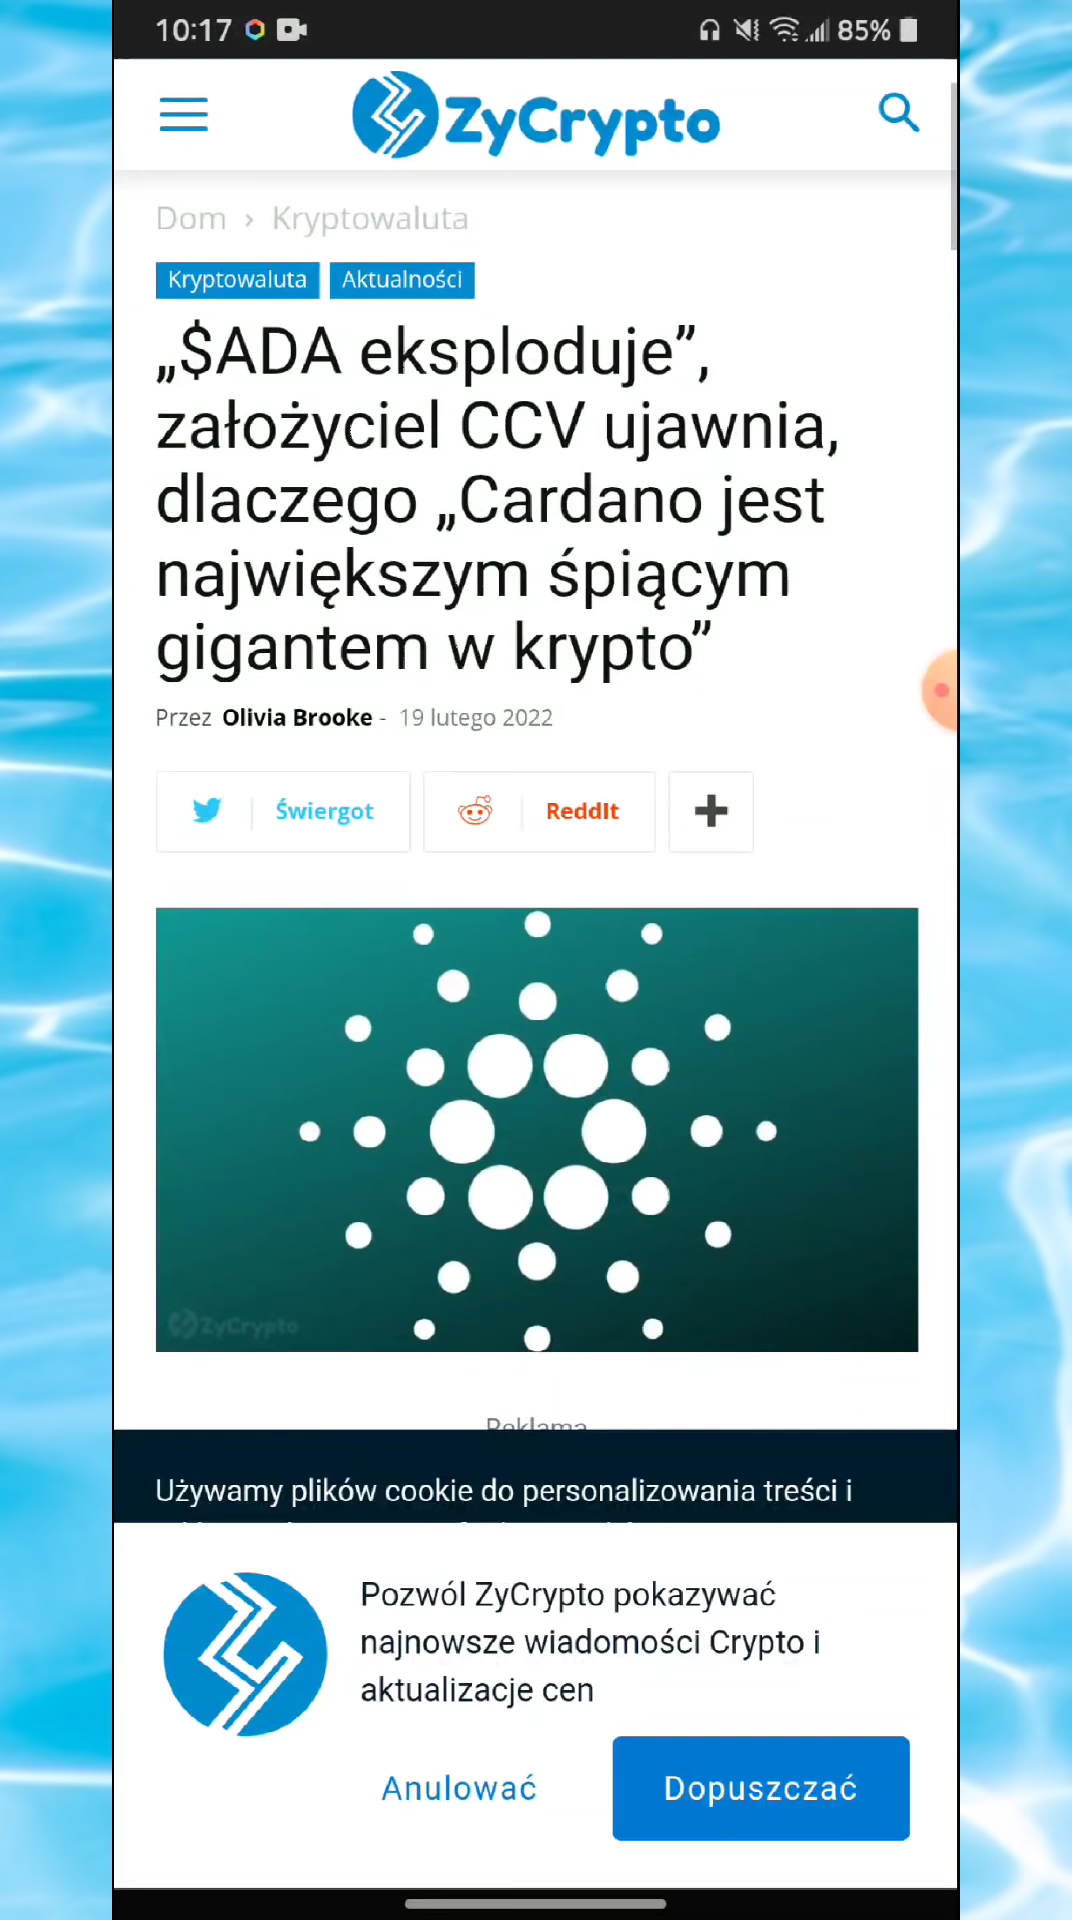 10:17 85%
ZyCrypto
Dom › Kryptowaluta
Kryptowaluta Aktualności
„$ADA eksploduje”,
założyciel CCV ujawnia,
dlaczego „Cardano jest
największym śpiącym
gigantem w krypto”
Przez Olivia Brooke - 19 lutego 2022
Świergot ReddIt
ZyCrypto
Reklama
Używamy plików cookie do personalizowania treści i
Pozwól ZyCrypto pokazywać
najnowsze wiadomości Crypto i
aktualizacje cen
Anulować Dopuszczać